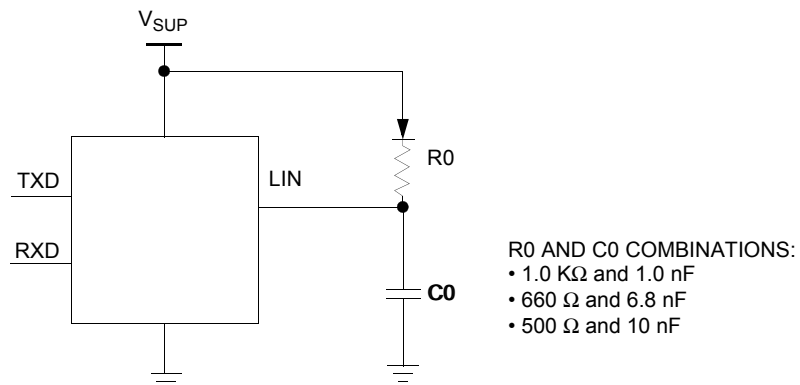 VSUP
R0
TXD
LIN
RXD
R0 AND C0 COMBINATIONS:
• 1.0 KΩ and 1.0 nF
C0
• 660 Ω and 6.8 nF
• 500 Ω and 10 nF